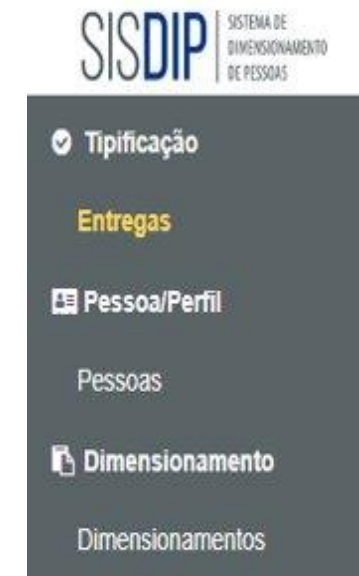 SISDIP
SISTEMA DE
DIMENSIONAMENTO
DE PESSOAS
Tipificação
Entregas
Pessoa/Perfil
Pessoas
Dimensionamento
Dimensionamentos